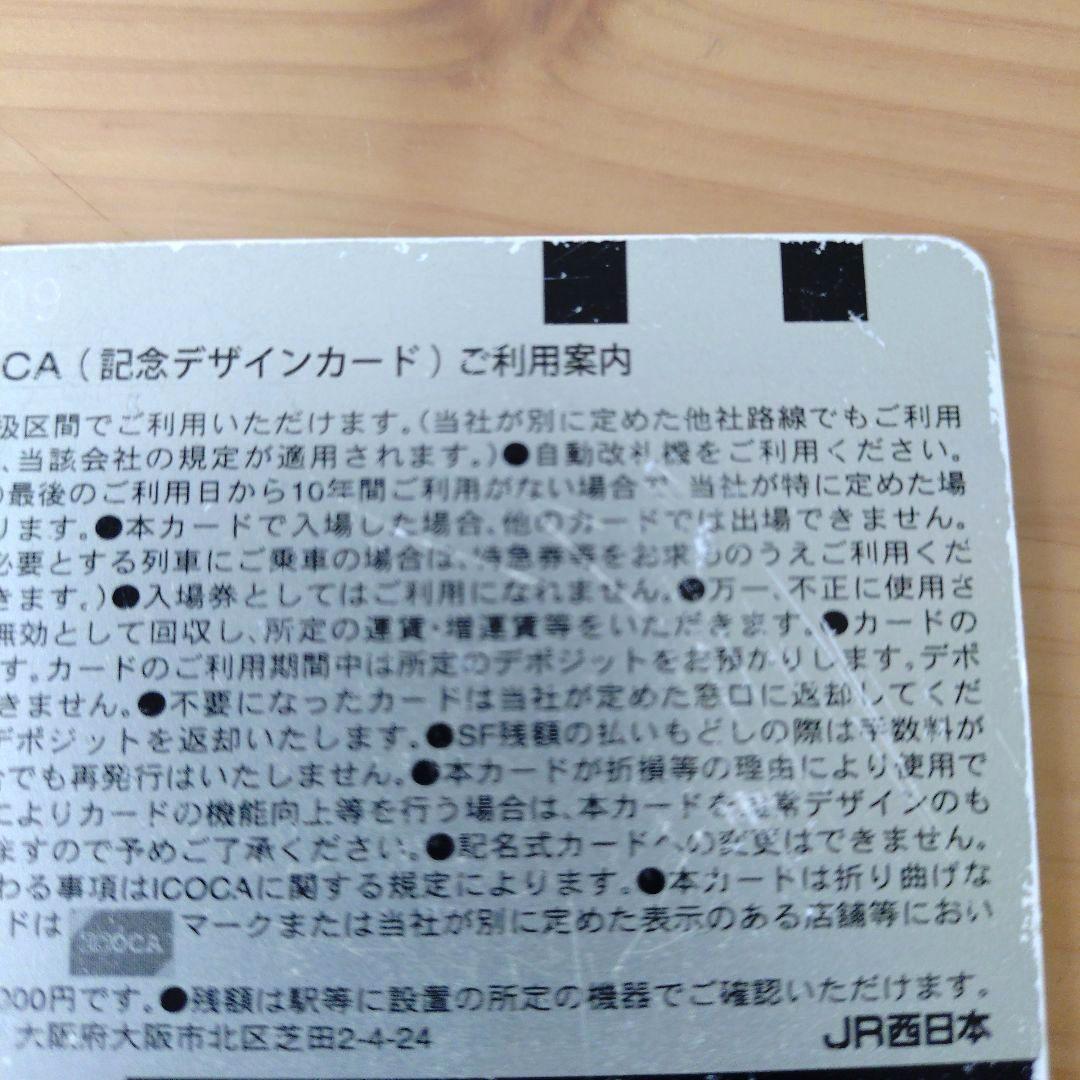 09
CA（記念デザインカード）ご利用案内
扱区間でご利用いただけます。（当社が別に定めた他社路線でもご利用
、当該会社の規定が適用されます。）●自動改札機をご利用ください。
）最後のご利用日から10年間ご利用がない場合で、当社が特に定めた場
ります。●本カードで入場した場合、他のカードでは出場できません。
必要とする列車にご乗車の場合は、特急券等をお求めのうえご利用くだ
きます。）●入場券としてはご利用になれません。●万一、不正に使用さ
無効として回収し、所定の運賃・増運賃等をいただきます。●カードの
す。カードのご利用期間中は所定のデポジットをお預かりします。デポ
きません。●不要になったカードは当社が定めた窓口に返却してくだ
デポジットを返却いたします。●SF残額の払いもどしの際は手数料が
合でも再発行はいたしません。●本カードが折損等の理由により使用で
によりカードの機能向上等を行う場合は、本カードを通常デザインのも
ますので予めご了承ください。●記名式カードへの変更はできません。
わる事項はICOCAに関する規定によります。●本カードは折り曲げな
ドは ICOCA マークまたは当社が別に定めた表示のある店舗等におい
000円です。●残額は駅等に設置の所定の機器でご確認いただけます。
大阪府大阪市北区芝田2-4-24 JR西日本